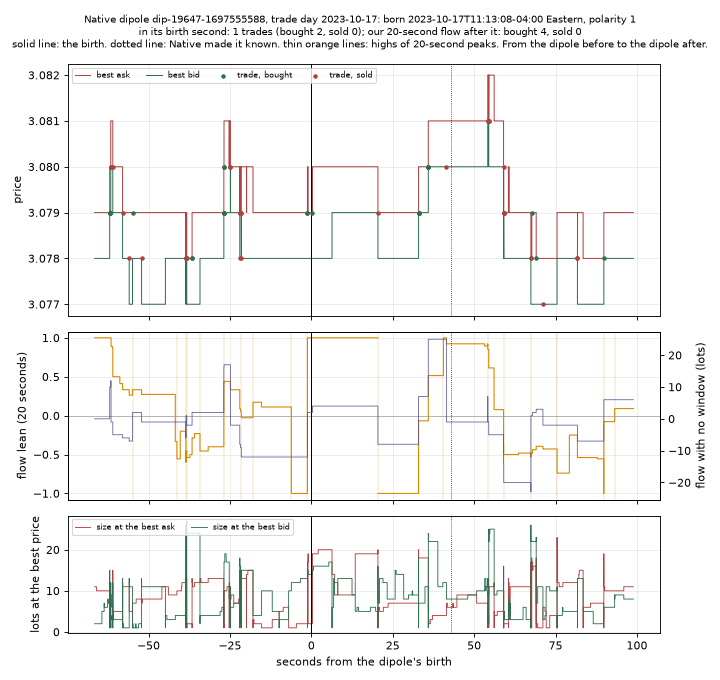 Native dipole dip-19647-1697555588, trade day 2023-10-17: born 2023-10-17T11:13:08-04:00 Eastern, polarity 1
in its birth second: 1 trades (bought 2, sold 0); our 20-second flow after it: bought 4, sold 0
solid line: the birth. dotted line: Native made it known. thin orange lines: highs of 20-second peaks. From the dipole before to the dipole after.
best ask best bid trade, bought trade, sold
3.082
3.081
3.080
3.079
3.078
3.077
price
1.0
0.5
0.0
−0.5
−1.0
flow lean (20 seconds)
20
10
0
−10
−20
flow with no window (lots)
size at the best ask size at the best bid
20
10
0
lots at the best price
−50 −25 0 25 50 75 100
seconds from the dipole's birth